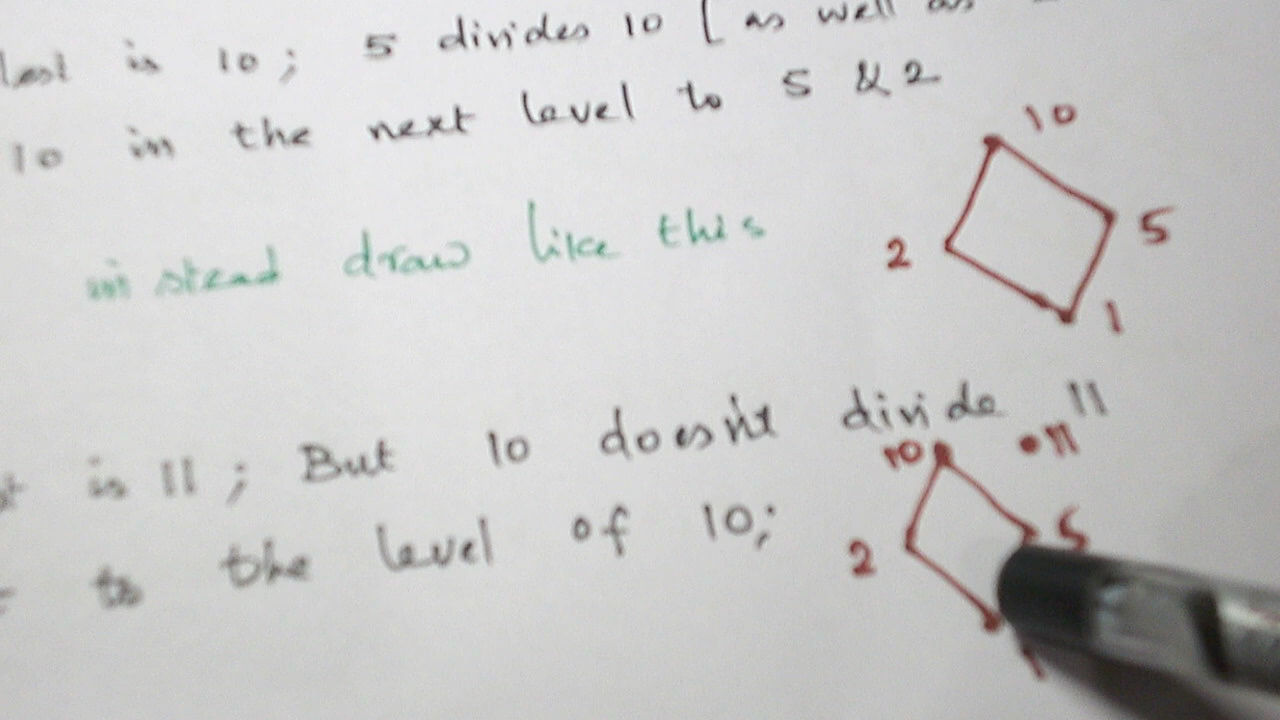 last is 10; 5 divides 10 [ as well as
10 in the next level to 5 & 2
10
instead draw like this
2
5
1
is 11; But 10 doesn't divide 11
10
11
to the level of 10;
2
5
1